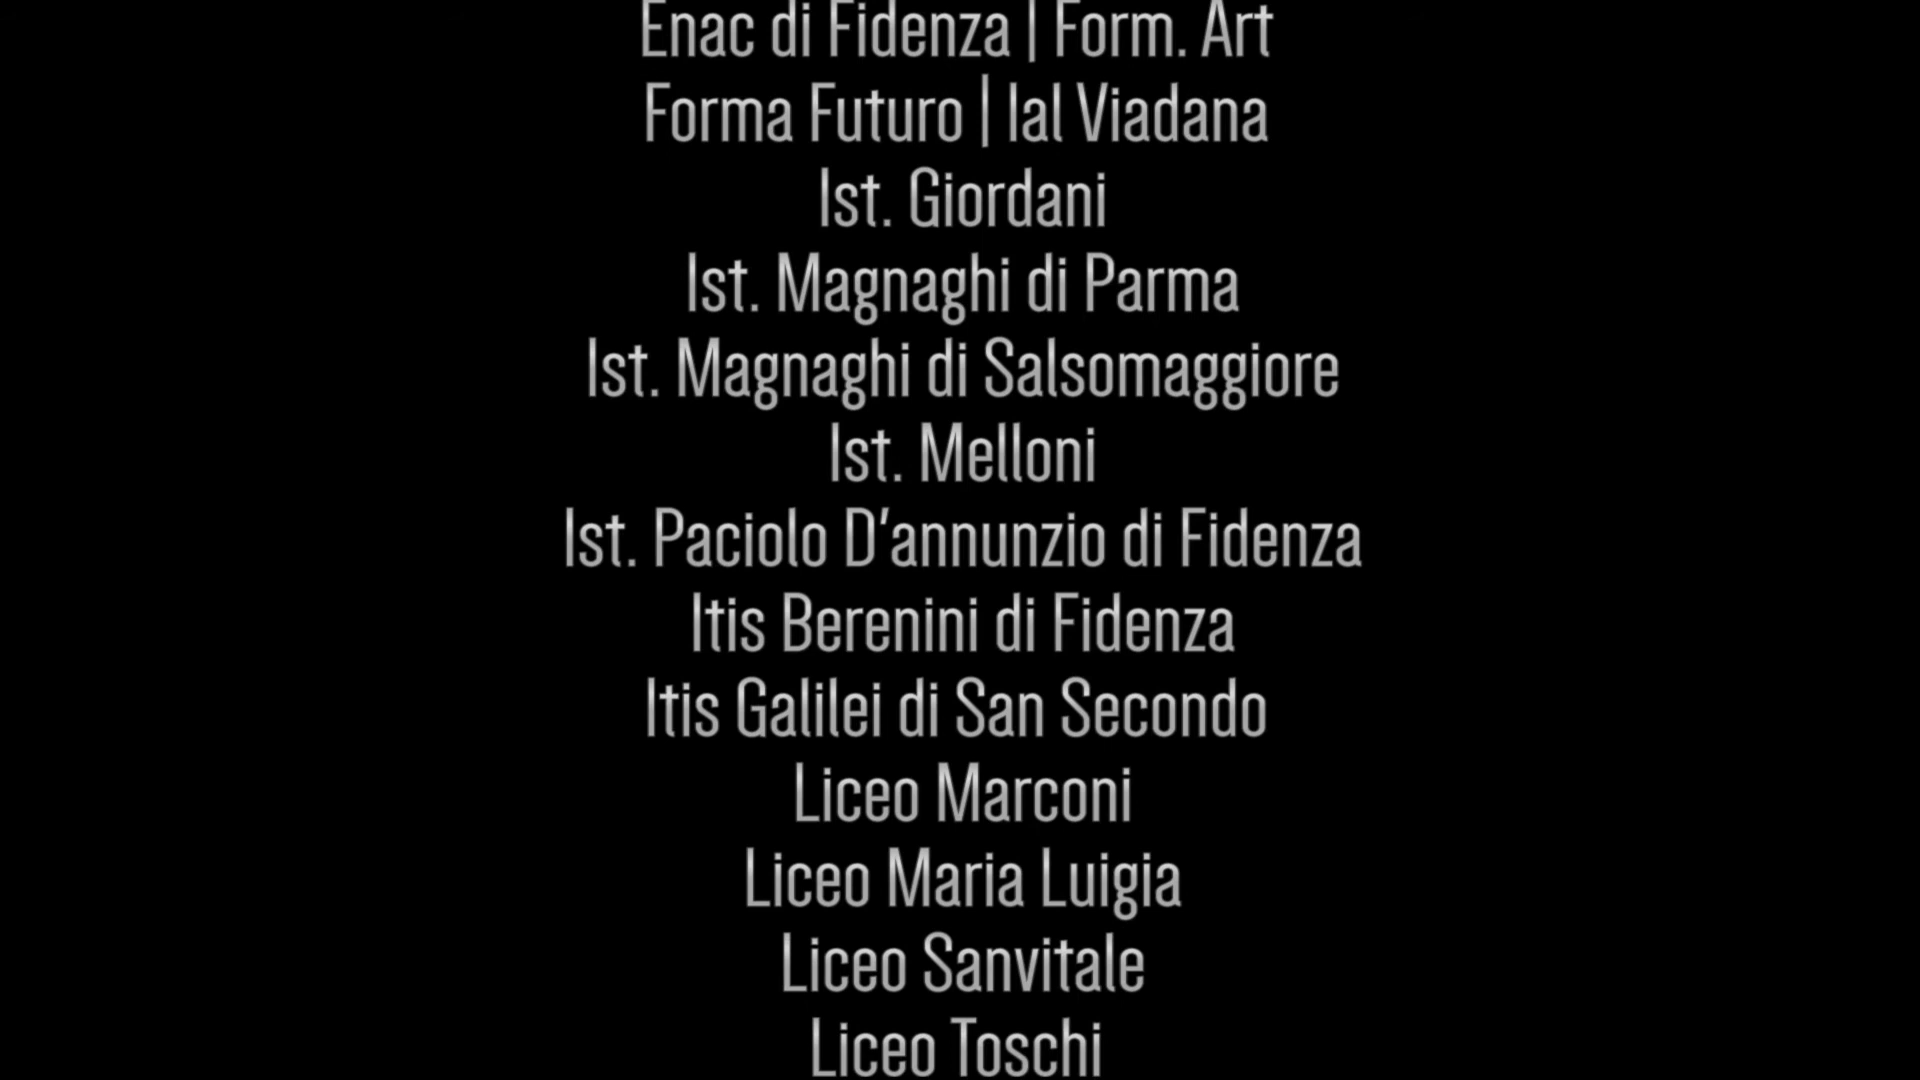 Enac di Fidenza | Form. Art
Forma Futuro | Ial Viadana
Ist. Giordani
Ist. Magnaghi di Parma
Ist. Magnaghi di Salsomaggiore
Ist. Melloni
Ist. Paciolo D'annunzio di Fidenza
Itis Berenini di Fidenza
Itis Galilei di San Secondo
Liceo Marconi
Liceo Maria Luigia
Liceo Sanvitale
Liceo Toschi